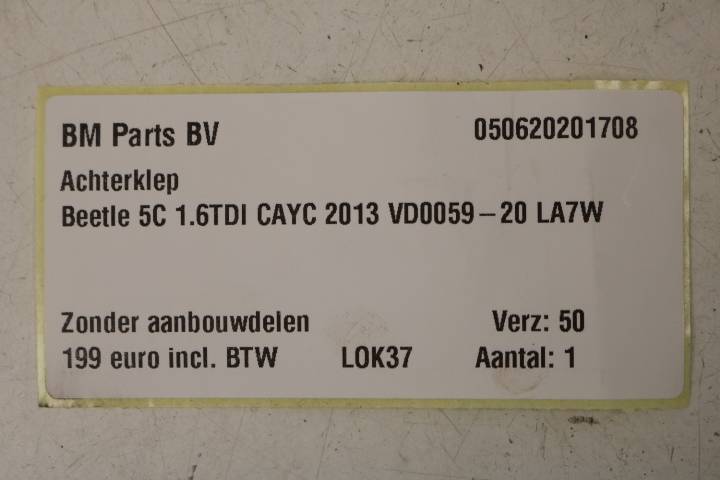 BM Parts BV 050620201708
Achterklep
Beetle 5C 1.6TDI CAYC 2013 VD0059-20 LA7W
Zonder aanbouwdelen Verz: 50
199 euro incl. BTW LOK37 Aantal: 1